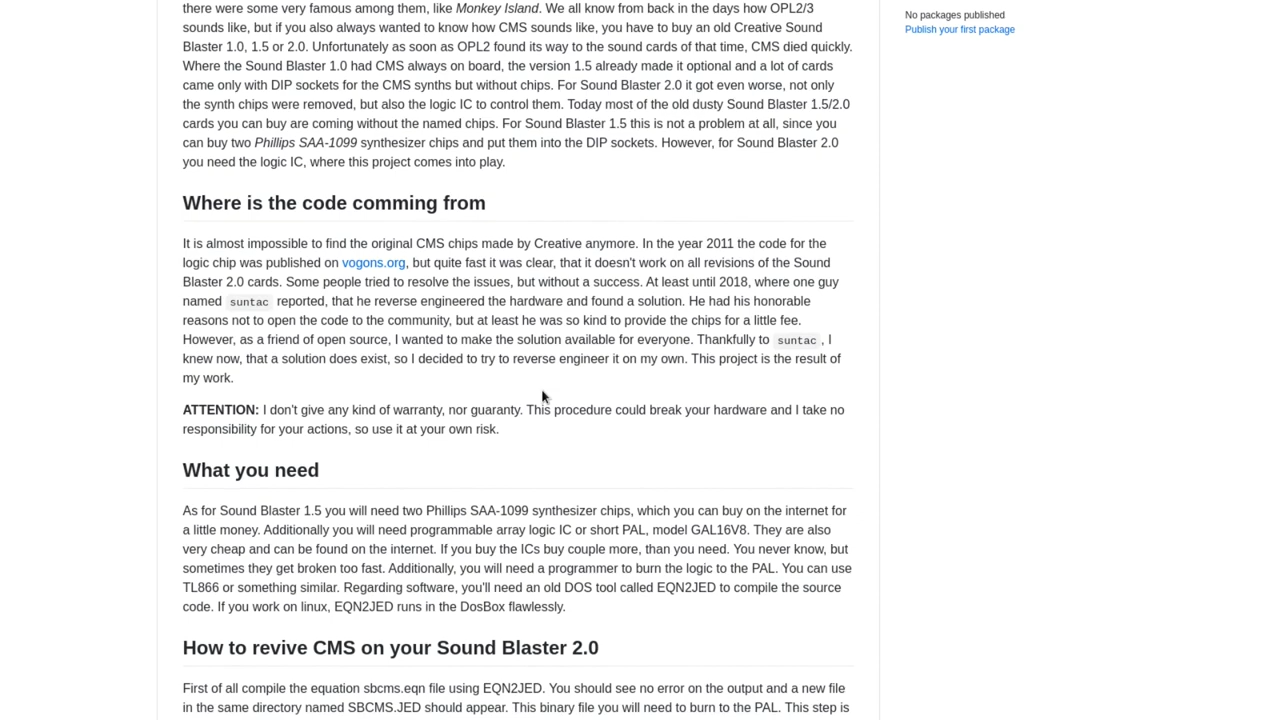 there were some very famous among them, like Monkey Island. We all know from back in the days how OPL2/3
sounds like, but if you also always wanted to know how CMS sounds like, you have to buy an old Creative Sound
Blaster 1.0, 1.5 or 2.0. Unfortunately as soon as OPL2 found its way to the sound cards of that time, CMS died quickly.
Where the Sound Blaster 1.0 had CMS always on board, the version 1.5 already made it optional and a lot of cards
came only with DIP sockets for the CMS synths but without chips. For Sound Blaster 2.0 it got even worse, not only
the synth chips were removed, but also the logic IC to control them. Today most of the old dusty Sound Blaster 1.5/2.0
cards you can buy are coming without the named chips. For Sound Blaster 1.5 this is not a problem at all, since you
can buy two Phillips SAA-1099 synthesizer chips and put them into the DIP sockets. However, for Sound Blaster 2.0
you need the logic IC, where this project comes into play.
Where is the code comming from
It is almost impossible to find the original CMS chips made by Creative anymore. In the year 2011 the code for the
logic chip was published on vogons.org, but quite fast it was clear, that it doesn't work on all revisions of the Sound
Blaster 2.0 cards. Some people tried to resolve the issues, but without a success. At least until 2018, where one guy
named suntac reported, that he reverse engineered the hardware and found a solution. He had his honorable
reasons not to open the code to the community, but at least he was so kind to provide the chips for a little fee.
However, as a friend of open source, I wanted to make the solution available for everyone. Thankfully to suntac , I
knew now, that a solution does exist, so I decided to try to reverse engineer it on my own. This project is the result of
my work.
ATTENTION: I don't give any kind of warranty, nor guaranty. This procedure could break your hardware and I take no
responsibility for your actions, so use it at your own risk.
What you need
As for Sound Blaster 1.5 you will need two Phillips SAA-1099 synthesizer chips, which you can buy on the internet for
a little money. Additionally you will need programmable array logic IC or short PAL, model GAL16V8. They are also
very cheap and can be found on the internet. If you buy the ICs buy couple more, than you need. You never know, but
sometimes they get broken too fast. Additionally, you will need a programmer to burn the logic to the PAL. You can use
TL866 or something similar. Regarding software, you'll need an old DOS tool called EQN2JED to compile the source
code. If you work on linux, EQN2JED runs in the DosBox flawlessly.
How to revive CMS on your Sound Blaster 2.0
First of all compile the equation sbcms.eqn file using EQN2JED. You should see no error on the output and a new file
in the same directory named SBCMS.JED should appear. This binary file you will need to burn to the PAL. This step is
No packages published
Publish your first package